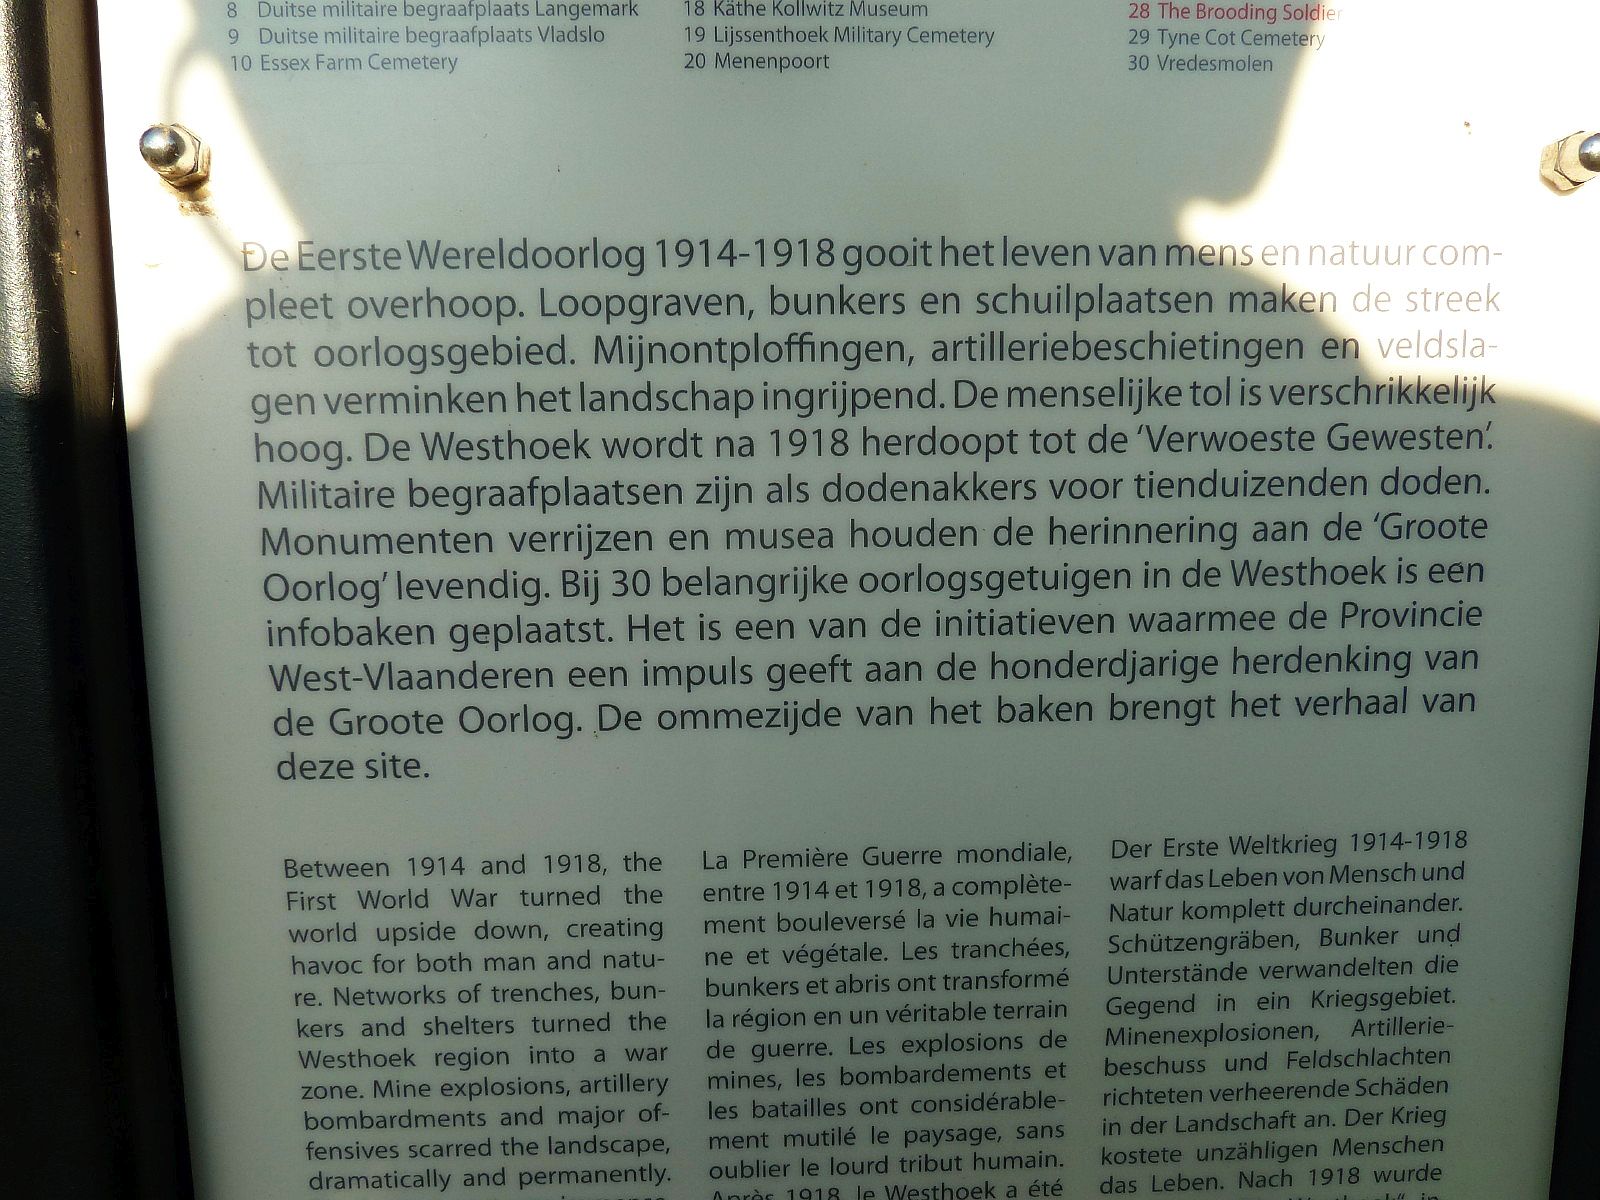 8 Duitse militaire begraafplaats Langemark
9 Duitse militaire begraafplaats Vladslo
10 Essex Farm Cemetery
18 Käthe Kollwitz Museum
19 Lijssenthoek Military Cemetery
20 Menenpoort
28 The Brooding Soldier
29 Tyne Cot Cemetery
30 Vredesmolen
De Eerste Wereldoorlog 1914-1918 gooit het leven van mens en natuur com-
pleet overhoop. Loopgraven, bunkers en schuilplaatsen maken de streek
tot oorlogsgebied. Mijnontploffingen, artilleriebeschietingen en veldsla-
gen verminken het landschap ingrijpend. De menselijke tol is verschrikkelijk
hoog. De Westhoek wordt na 1918 herdoopt tot de ‘Verwoeste Gewesten’.
Militaire begraafplaatsen zijn als dodenakkers voor tienduizenden doden.
Monumenten verrijzen en musea houden de herinnering aan de ‘Groote
Oorlog’ levendig. Bij 30 belangrijke oorlogsgetuigen in de Westhoek is een
infobaken geplaatst. Het is een van de initiatieven waarmee de Provincie
West-Vlaanderen een impuls geeft aan de honderdjarige herdenking van
de Groote Oorlog. De ommezijde van het baken brengt het verhaal van
deze site.
Between 1914 and 1918, the
First World War turned the
world upside down, creating
havoc for both man and natu-
re. Networks of trenches, bun-
kers and shelters turned the
Westhoek region into a war
zone. Mine explosions, artillery
bombardments and major of-
fensives scarred the landscape,
dramatically and permanently.
La Première Guerre mondiale,
entre 1914 et 1918, a complète-
ment bouleversé la vie humai-
ne et végétale. Les tranchées,
bunkers et abris ont transformé
la région en un véritable terrain
de guerre. Les explosions de
mines, les bombardements et
les batailles ont considérable-
ment mutilé le paysage, sans
oublier le lourd tribut humain.
Après 1918, le Westhoek a été
Der Erste Weltkrieg 1914-1918
warf das Leben von Mensch und
Natur komplett durcheinander.
Schützengräben, Bunker und
Unterstände verwandelten die
Gegend in ein Kriegsgebiet.
Minenexplosionen, Artillerie-
beschuss und Feldschlachten
richteten verheerende Schäden
in der Landschaft an. Der Krieg
kostete unzähligen Menschen
das Leben. Nach 1918 wurde